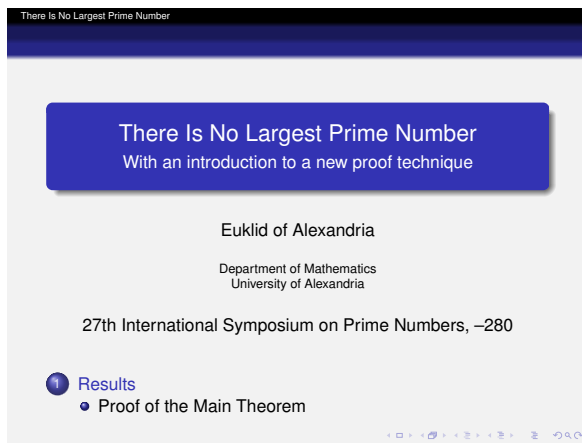 There Is No Largest Prime Number
There Is No Largest Prime Number
With an introduction to a new proof technique
Euklid of Alexandria
Department of Mathematics
University of Alexandria
27th International Symposium on Prime Numbers, –280
1 Results
Proof of the Main Theorem